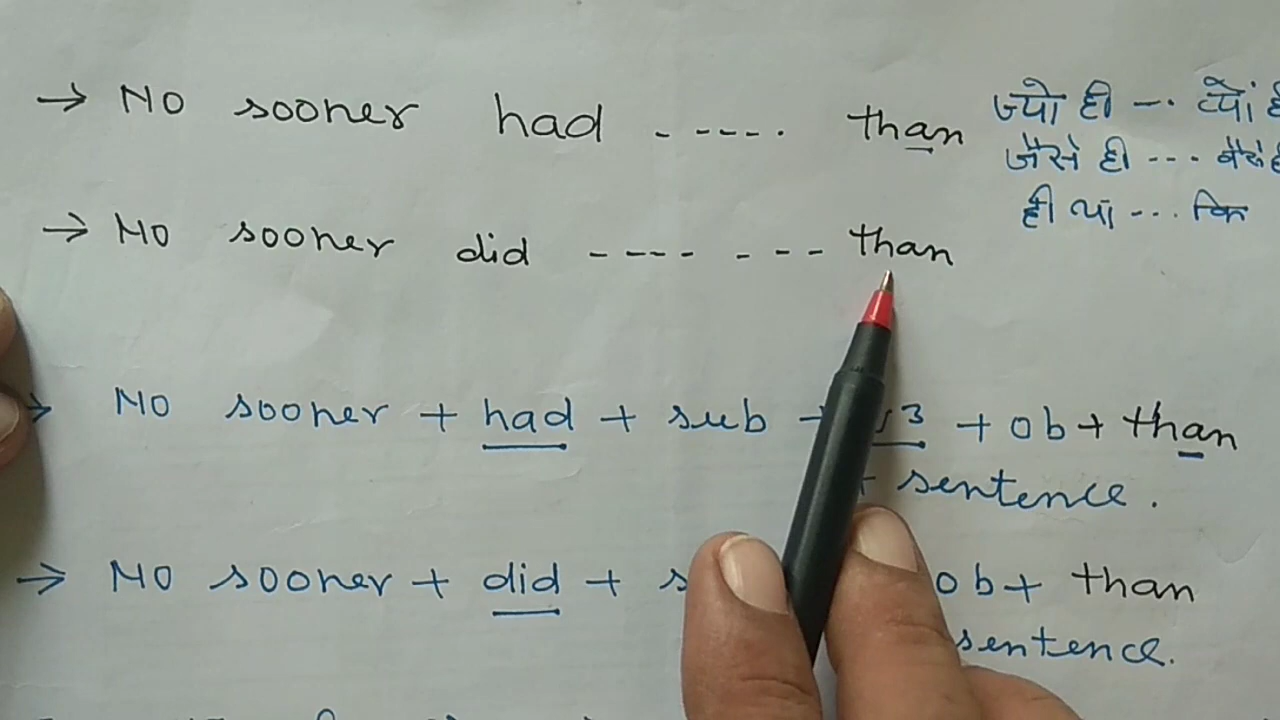 → No sooner had ------ than ज्यो ही --- त्यों
→ No sooner did ---- --- than जैसे ही ---
ही था --- कि
→ No sooner + had + sub + v3 + ob + than
+ sentence.
→ No sooner + did + ob + than
sentence.